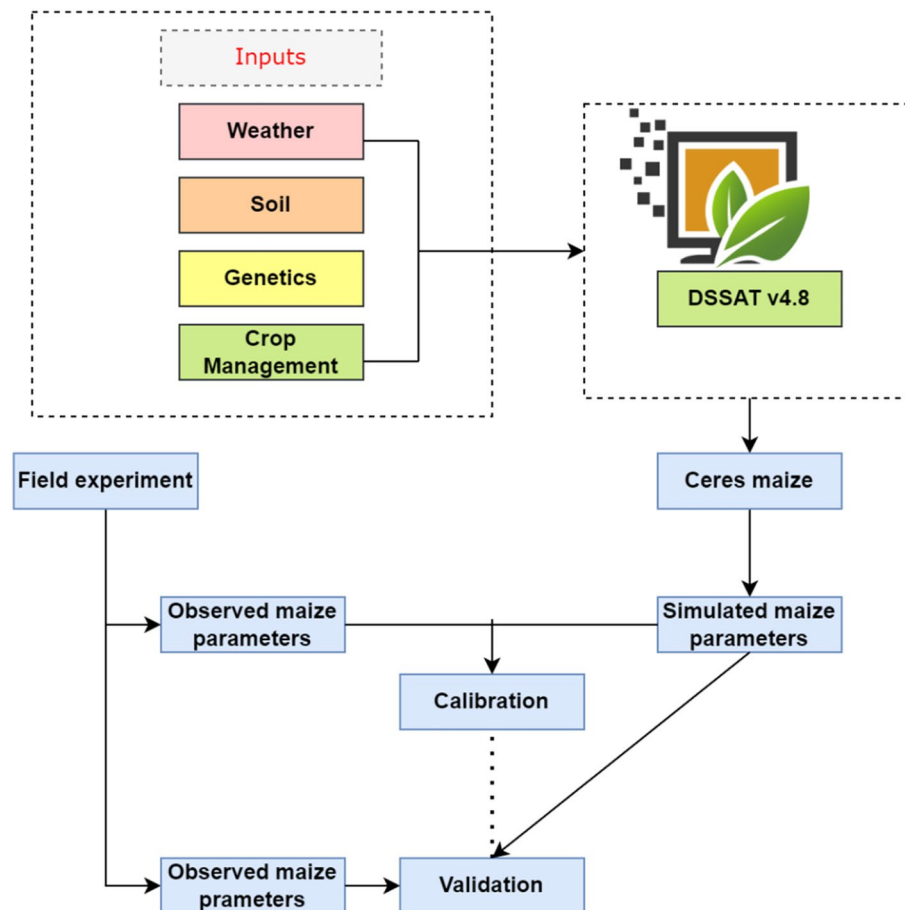 Inputs
Weather
Soil
Genetics
Crop
Management
DSSAT v4.8
Field experiment
Ceres maize
Observed maize
parameters
Simulated maize
parameters
Calibration
Observed maize
prameters
Validation